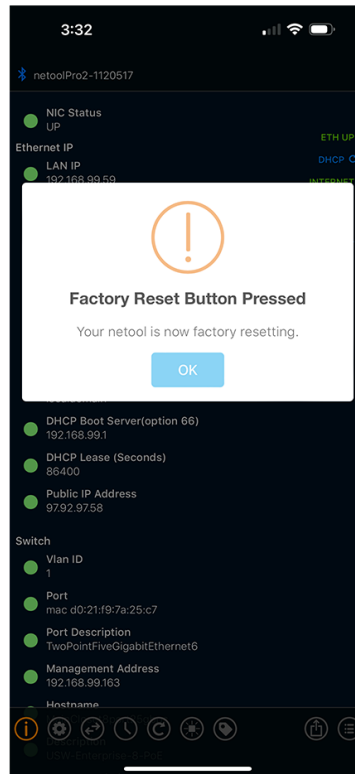 3:32
netoolPro2-1120517
NIC Status
UP
ETH UP
Ethernet IP
DHCP
LAN IP
192.168.99.59
INTERNET
Factory Reset Button Pressed
Your netool is now factory resetting.
OK
DHCP Boot Server(option 66)
192.168.99.1
DHCP Lease (Seconds)
86400
Public IP Address
97.92.97.58
Switch
Vlan ID
1
Port
mac d0:21:f9:7a:25:c7
Port Description
TwoPointFiveGigabitEthernet6
Management Address
192.168.99.163
Hostname
Description